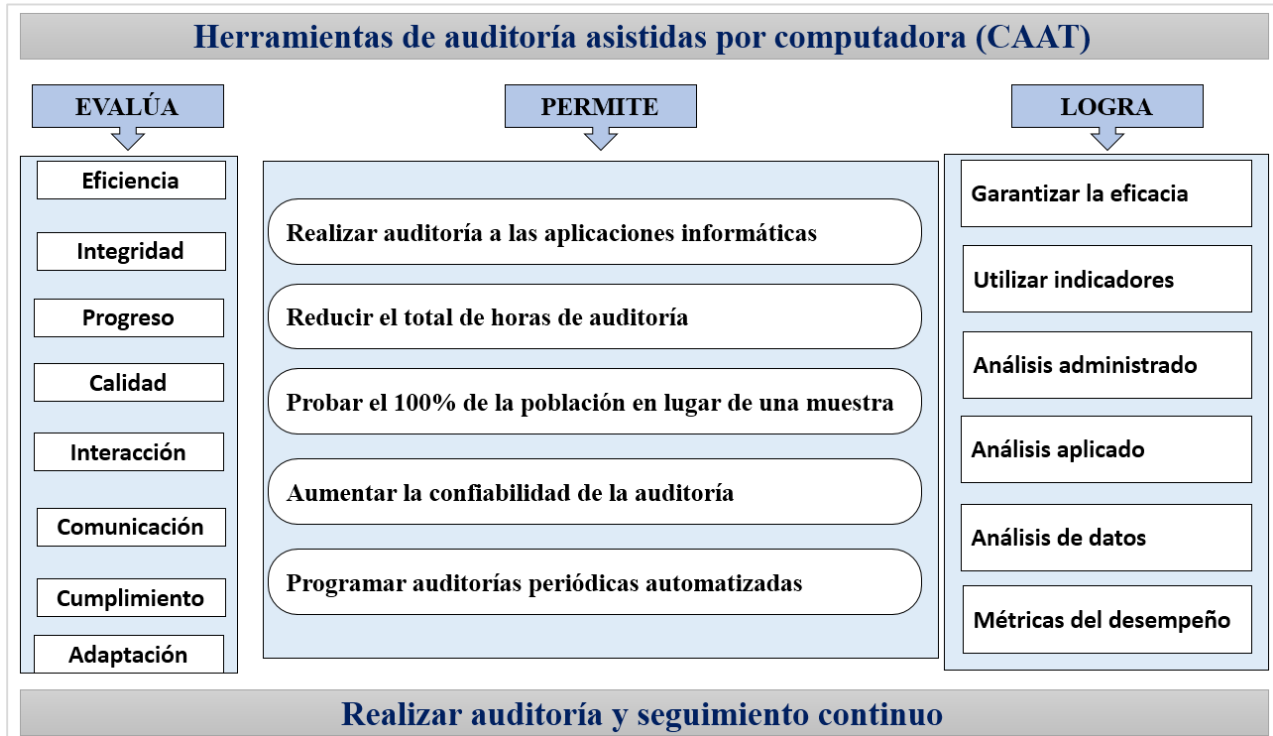 Herramientas de auditoría asistidas por computadora (CAAT)
EVALÚA
Eficiencia
Integridad
Progreso
Calidad
Interacción
Comunicación
Cumplimiento
Adaptación
PERMITE
Realizar auditoría a las aplicaciones informáticas
Reducir el total de horas de auditoría
Probar el 100% de la población en lugar de una muestra
Aumentar la confiabilidad de la auditoría
Programar auditorías periódicas automatizadas
LOGRA
Garantizar la eficacia
Utilizar indicadores
Análisis administrado
Análisis aplicado
Análisis de datos
Métricas del desempeño
Realizar auditoría y seguimiento continuo